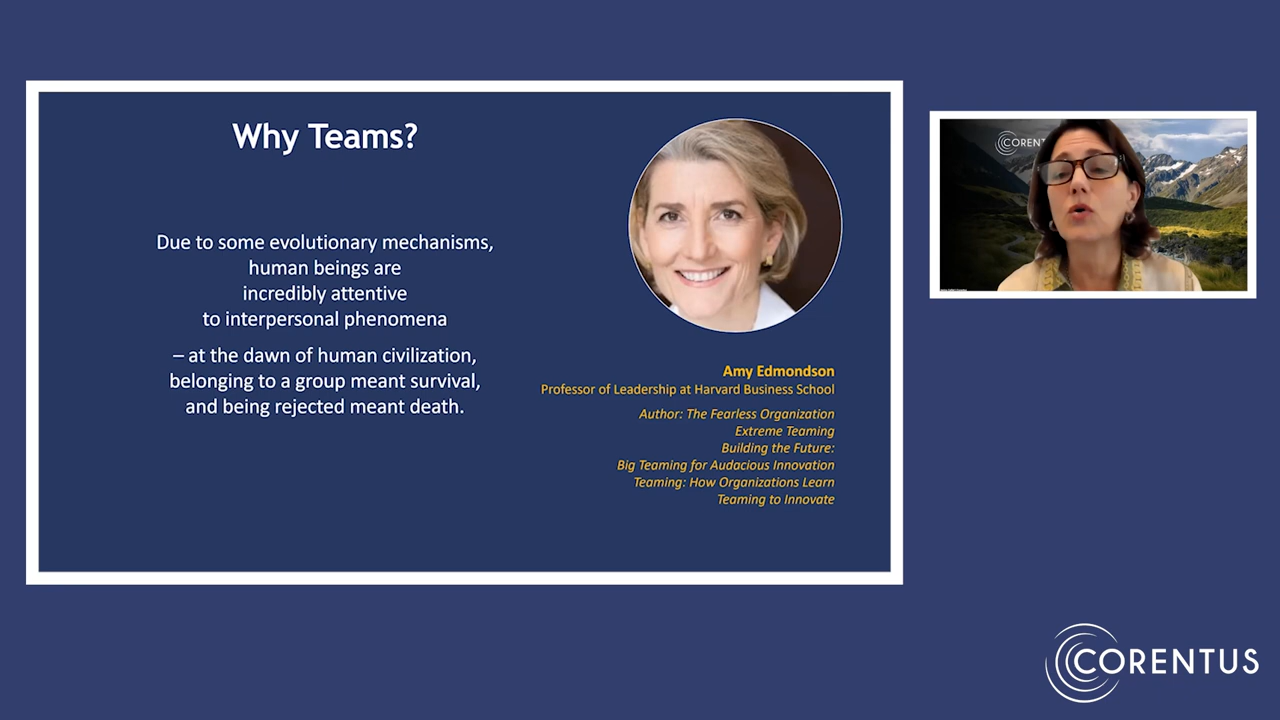 Why Teams?
Due to some evolutionary mechanisms,
human beings are
incredibly attentive
to interpersonal phenomena
– at the dawn of human civilization,
belonging to a group meant survival,
and being rejected meant death.
Amy Edmondson
Professor of Leadership at Harvard Business School
Author: The Fearless Organization
Extreme Teaming
Building the Future:
Big Teaming for Audacious Innovation
Teaming: How Organizations Learn
Teaming to Innovate
CORENT
CORENTUS